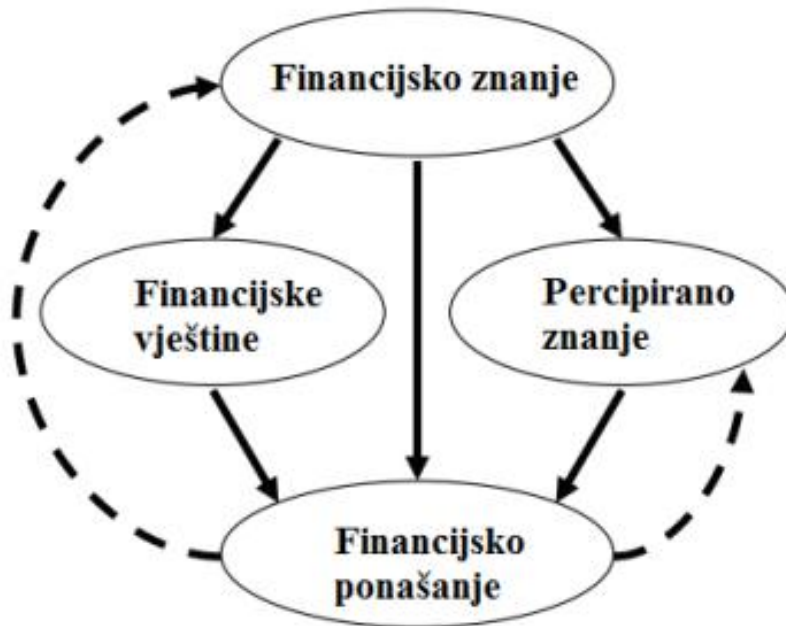 Financijsko znanje
Financijske
vještine
Percipirano
znanje
Financijsko
ponašanje